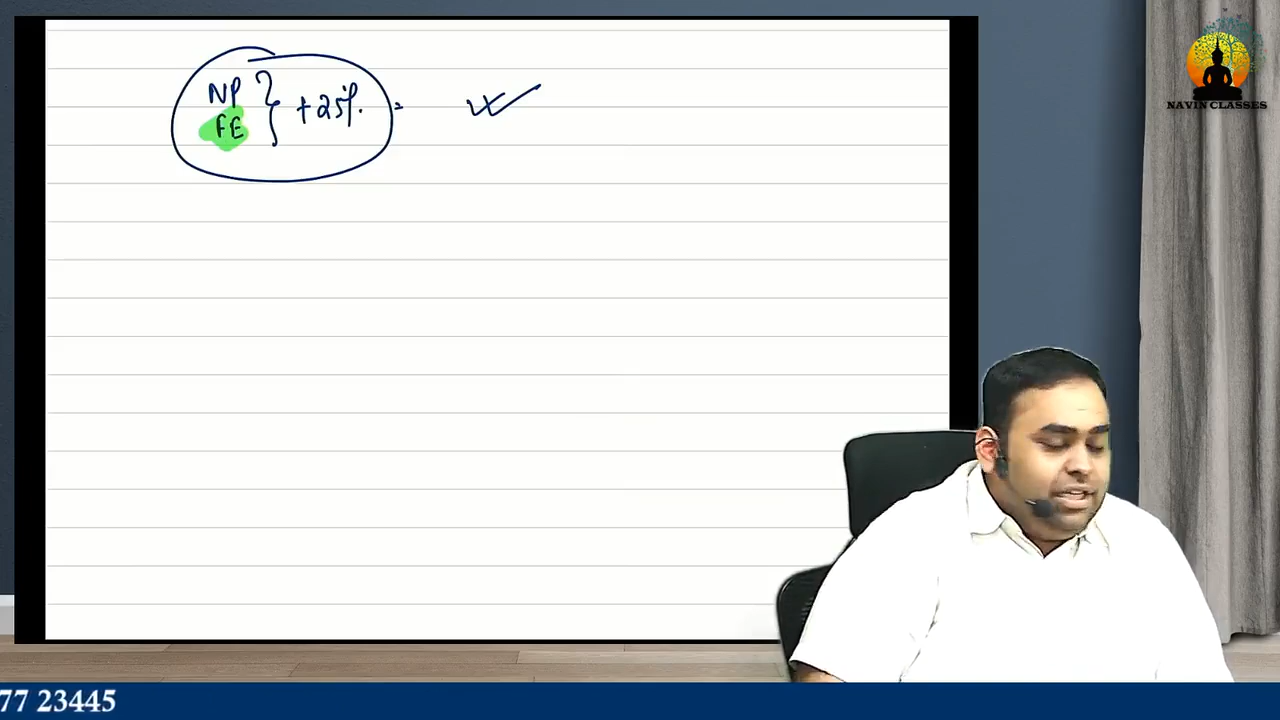 NP } + 25%. =
FE
NAVIN CLASSES
77 23445